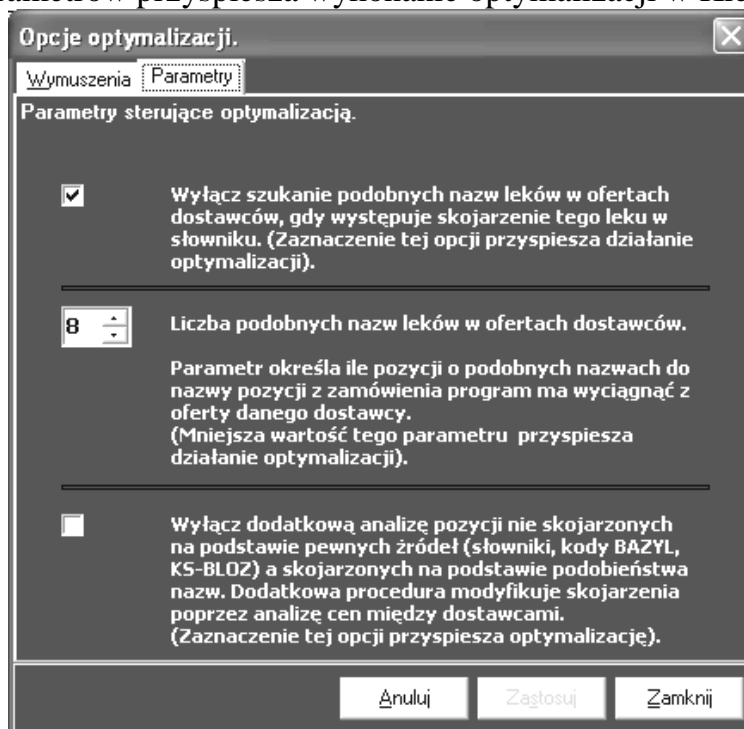 parametrów przyspiesza wykonanie optymalizacji w
Opcje optymalizacji.
Wymuszenia Parametry
Parametry sterujące optymalizacją.
Wyłącz szukanie podobnych nazw leków w ofertach
dostawców, gdy występuje skojarzenie tego leku w
słowniku. (Zaznaczenie tej opcji przyspiesza działanie
optymalizacji).
8 Liczba podobnych nazw leków w ofertach dostawców.
Parametr określa ile pozycji o podobnych nazwach do
nazwy pozycji z zamówienia program ma wyciągnąć z
oferty danego dostawcy.
(Mniejsza wartość tego parametru przyspiesza
działanie optymalizacji).
Wyłącz dodatkową analizę pozycji nie skojarzonych
na podstawie pewnych źródeł (słowniki, kody BAZYL,
KS-BLOZ) a skojarzonych na podstawie podobieństwa
nazw. Dodatkowa procedura modyfikuje skojarzenia
poprzez analizę cen między dostawcami.
(Zaznaczenie tej opcji przyspiesza optymalizację).
Anuluj Zastosuj Zamknij